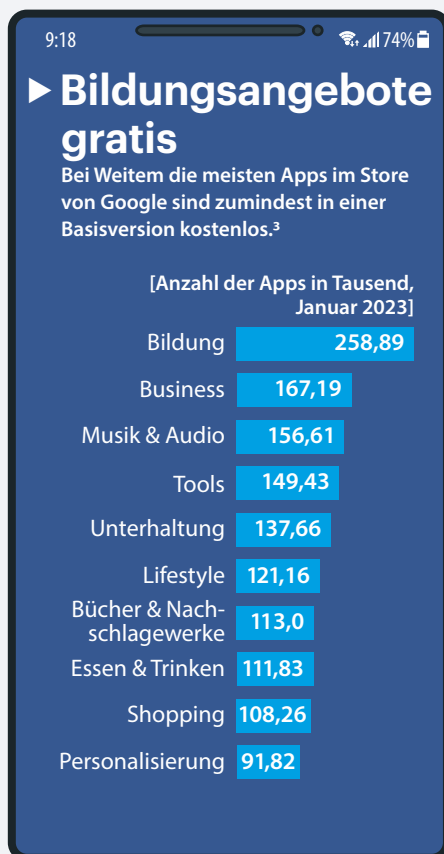 9:18 74%
Bildungsangebote
gratis
Bei Weitem die meisten Apps im Store
von Google sind zumindest in einer
Basisversion kostenlos.³
[Anzahl der Apps in Tausend,
Januar 2023]
Bildung 258,89
Business 167,19
Musik & Audio 156,61
Tools 149,43
Unterhaltung 137,66
Lifestyle 121,16
Bücher & Nach-
schlagewerke 113,0
Essen & Trinken 111,83
Shopping 108,26
Personalisierung 91,82